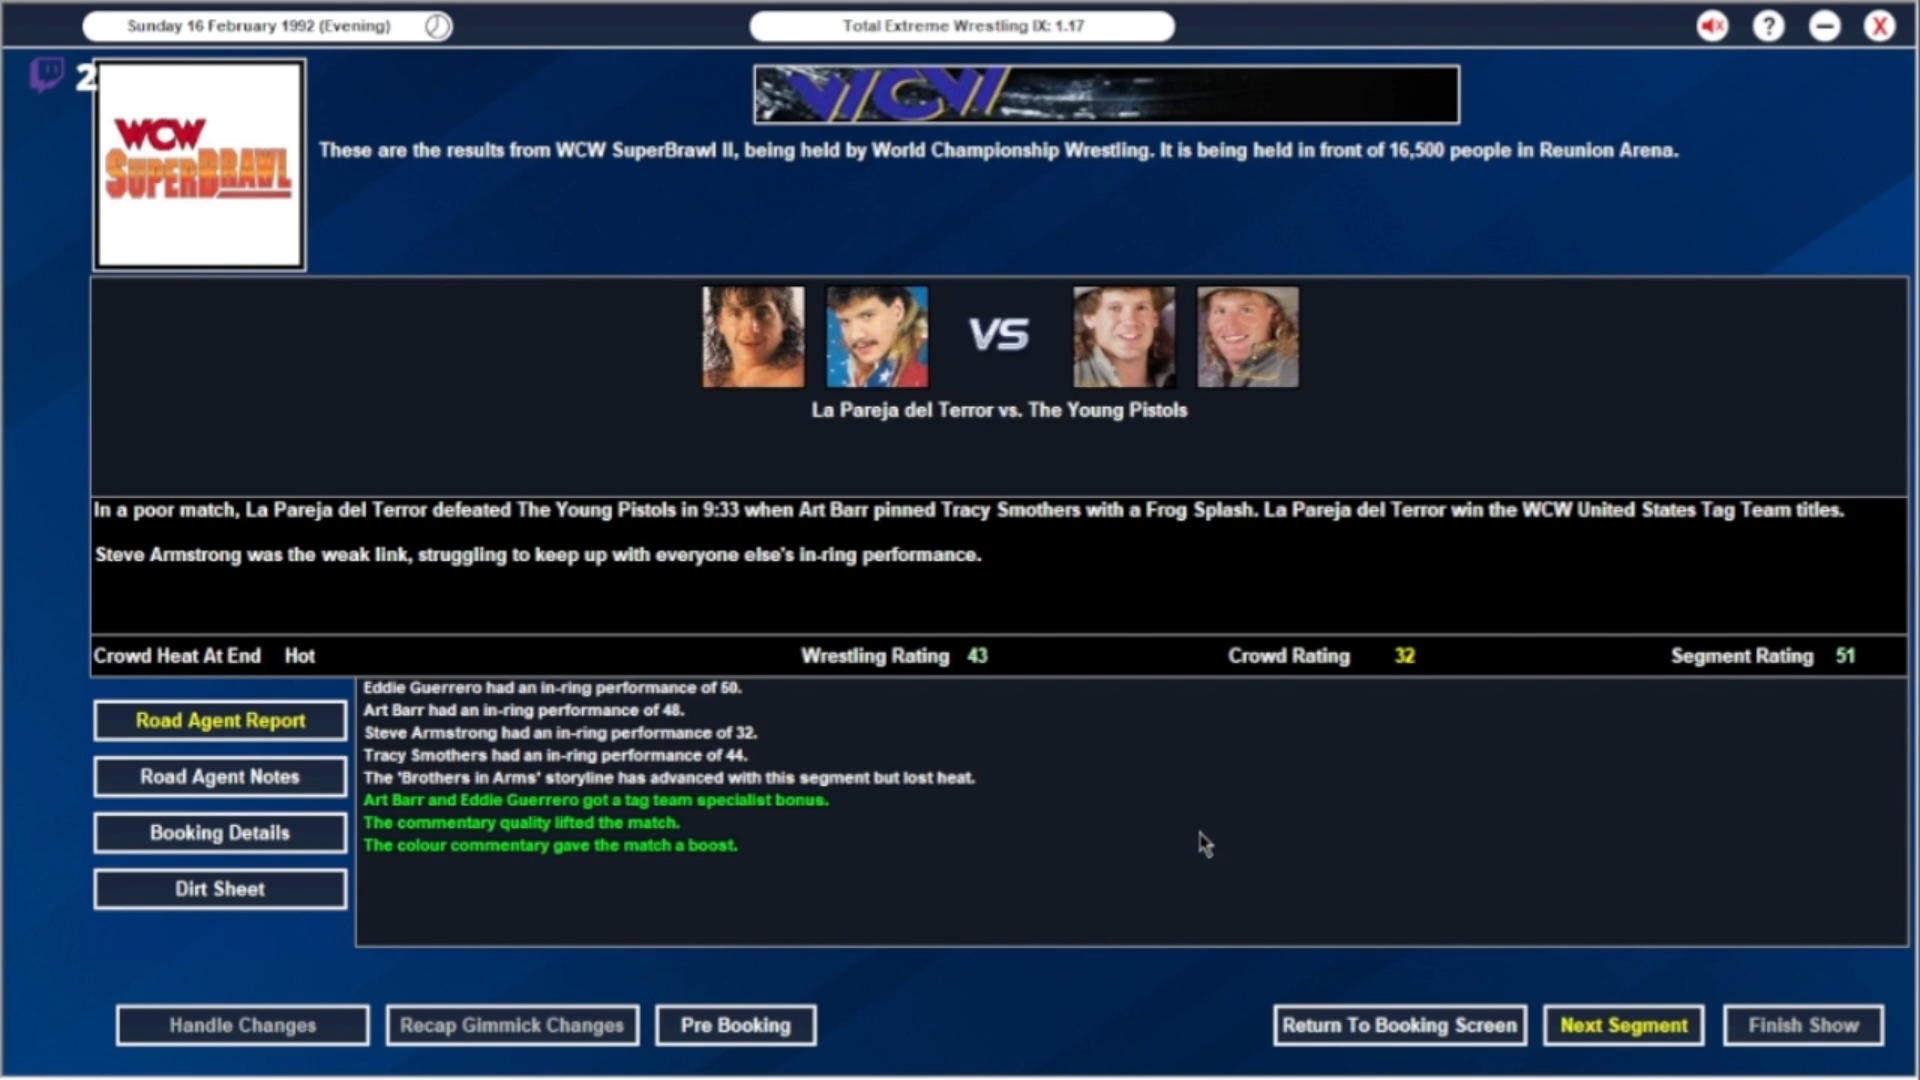 Sunday 16 February 1992 (Evening)
Total Extreme Wrestling IX: 1.17
?
X
2
WCW
SUPERBRAWL
WCW
These are the results from WCW SuperBrawl II, being held by World Championship Wrestling. It is being held in front of 16,500 people in Reunion Arena.
VS
La Pareja del Terror vs. The Young Pistols
In a poor match, La Pareja del Terror defeated The Young Pistols in 9:33 when Art Barr pinned Tracy Smothers with a Frog Splash. La Pareja del Terror win the WCW United States Tag Team titles.
Steve Armstrong was the weak link, struggling to keep up with everyone else's in-ring performance.
Crowd Heat At End Hot Wrestling Rating 43 Crowd Rating 32 Segment Rating 51
Road Agent Report
Road Agent Notes
Booking Details
Dirt Sheet
Eddie Guerrero had an in-ring performance of 50.
Art Barr had an in-ring performance of 48.
Steve Armstrong had an in-ring performance of 32.
Tracy Smothers had an in-ring performance of 44.
The 'Brothers in Arms' storyline has advanced with this segment but lost heat.
Art Barr and Eddie Guerrero got a tag team specialist bonus.
The commentary quality lifted the match.
The colour commentary gave the match a boost.
Handle Changes Recap Gimmick Changes Pre Booking Return To Booking Screen Next Segment Finish Show